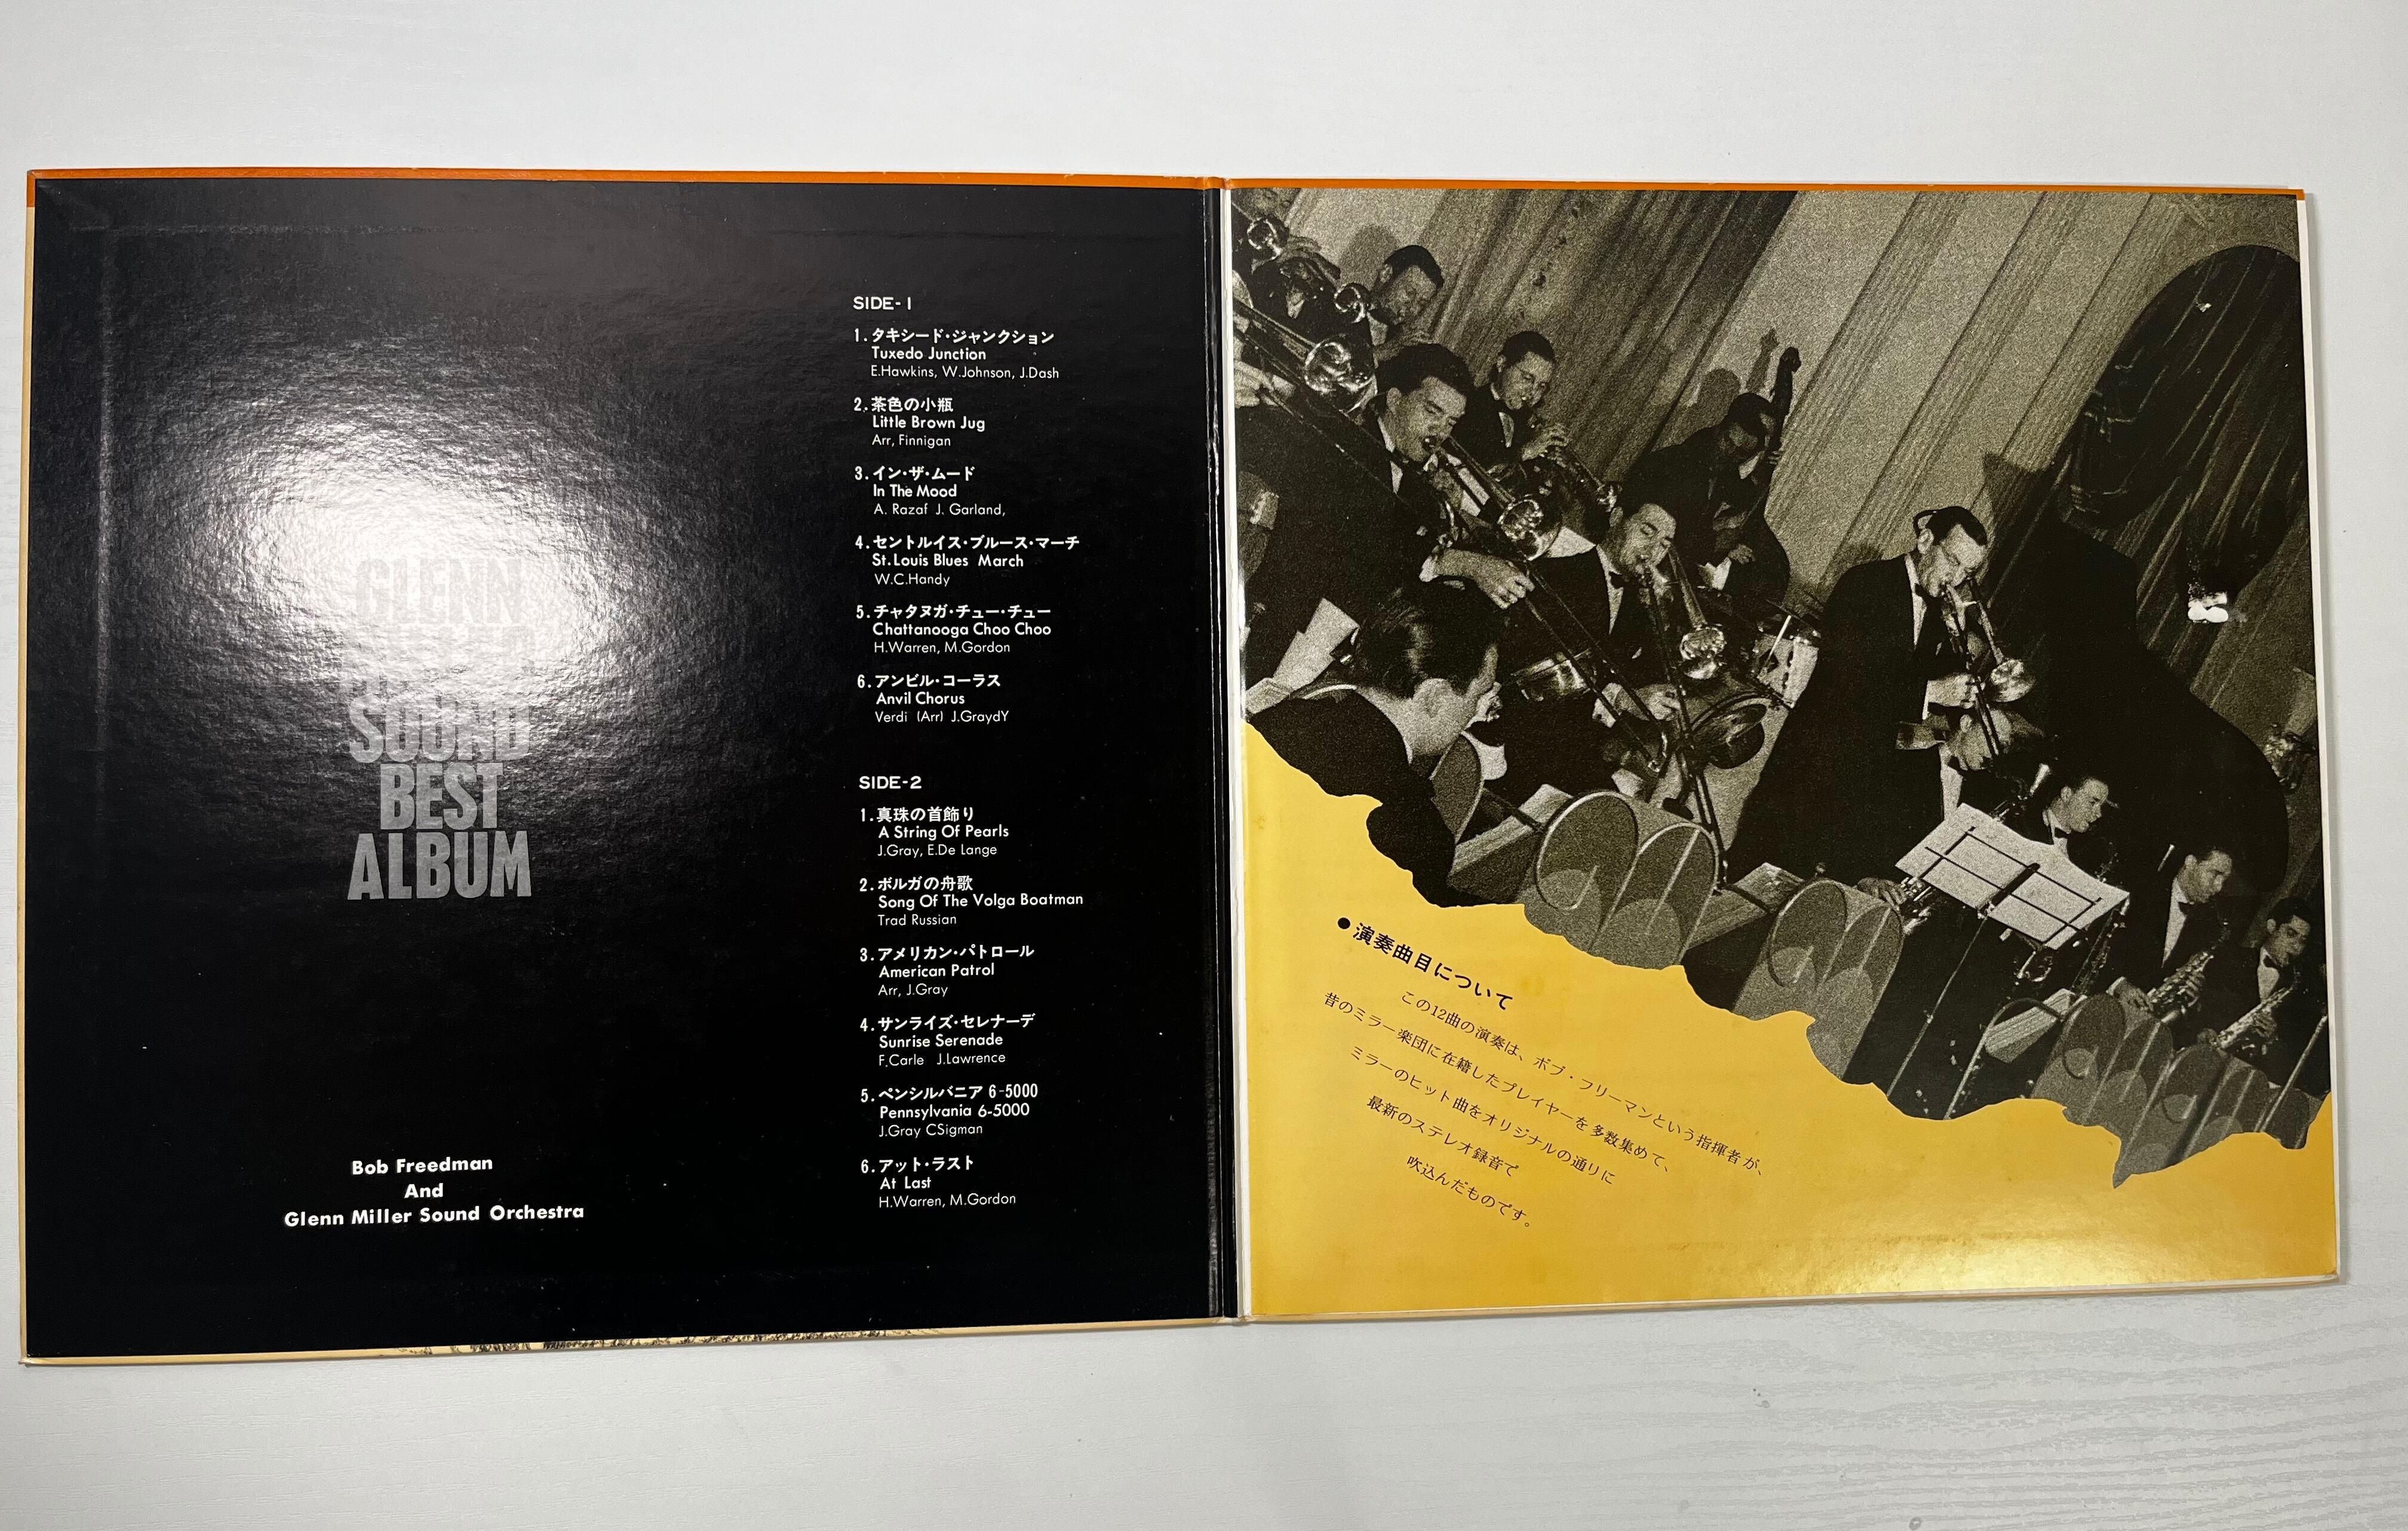 GLENN
SOUND
BEST
ALBUM
Bob Freedman
And
Glenn Miller Sound Orchestra
SIDE-1
1.タキシード・ジャンクション
Tuxedo Junction
E.Hawkins, W.Johnson, J.Dash
2.茶色の小瓶
Little Brown Jug
Arr, Finnigan
3.イン・ザ・ムード
In The Mood
A. Razaf J. Garland,
4.セントルイス・ブルース・マーチ
St.Louis Blues March
W.C.Handy
5.チャタヌガ・チュー・チュー
Chattanooga Choo Choo
H.Warren, M.Gordon
6.アンビル・コーラス
Anvil Chorus
Verdi (Arr) J.GraydY
SIDE-2
1.真珠の首飾り
A String Of Pearls
J.Gray, E.De Lange
2.ボルガの舟歌
Song Of The Volga Boatman
Trad Russian
3.アメリカン・パトロール
American Patrol
Arr, J.Gray
4.サンライズ・セレナーデ
Sunrise Serenade
F.Carle J.Lawrence
5.ペンシルバニア 6-5000
Pennsylvania 6-5000
J.Gray CSigman
6.アット・ラスト
At Last
H.Warren, M.Gordon
●演奏曲目について
この12曲の演奏は、ボブ・フリーマンという指揮者が、
昔のミラー楽団に在籍したプレイヤーを多数集めて、
ミラーのヒット曲をオリジナルの通りに
最新のステレオ録音で
吹込んだものです。